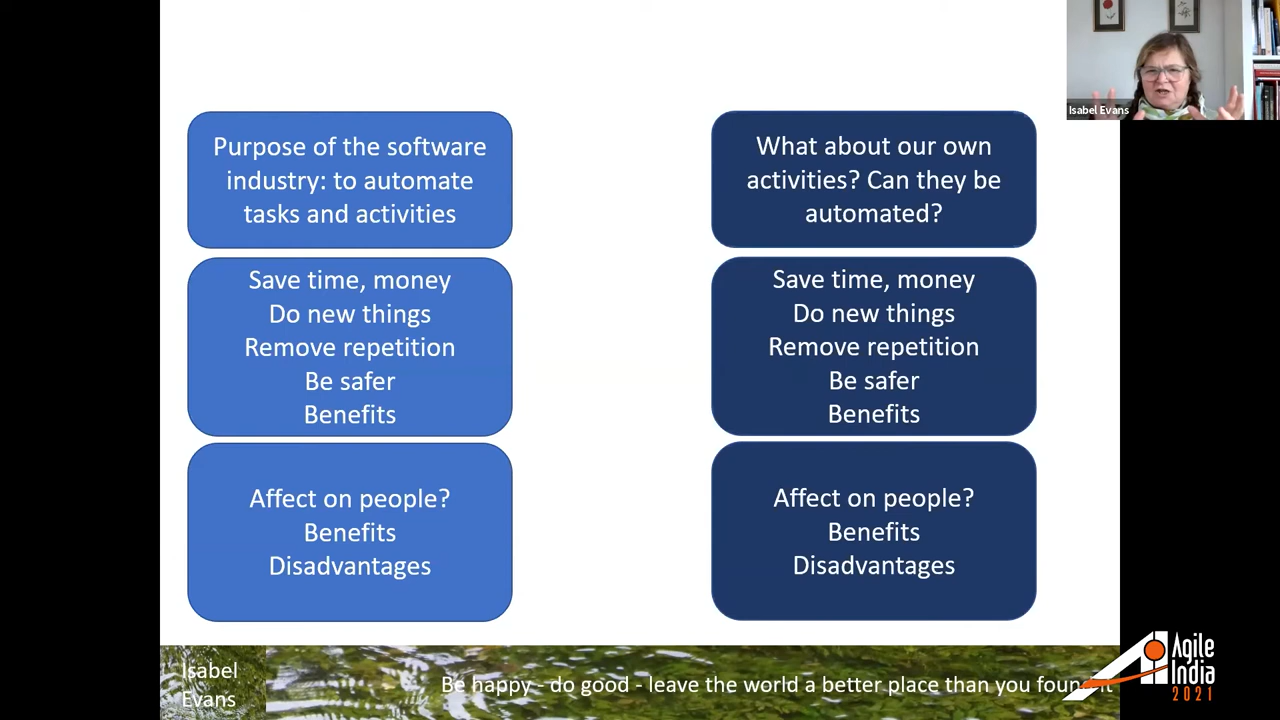 Isabel Evans
Purpose of the software
industry: to automate
tasks and activities
Save time, money
Do new things
Remove repetition
Be safer
Benefits
Affect on people?
Benefits
Disadvantages
What about our own
activities? Can they be
automated?
Save time, money
Do new things
Remove repetition
Be safer
Benefits
Affect on people?
Benefits
Disadvantages
Isabel
Evans
Be happy - do good - leave the world a better place than you found it
Agile
India
2021